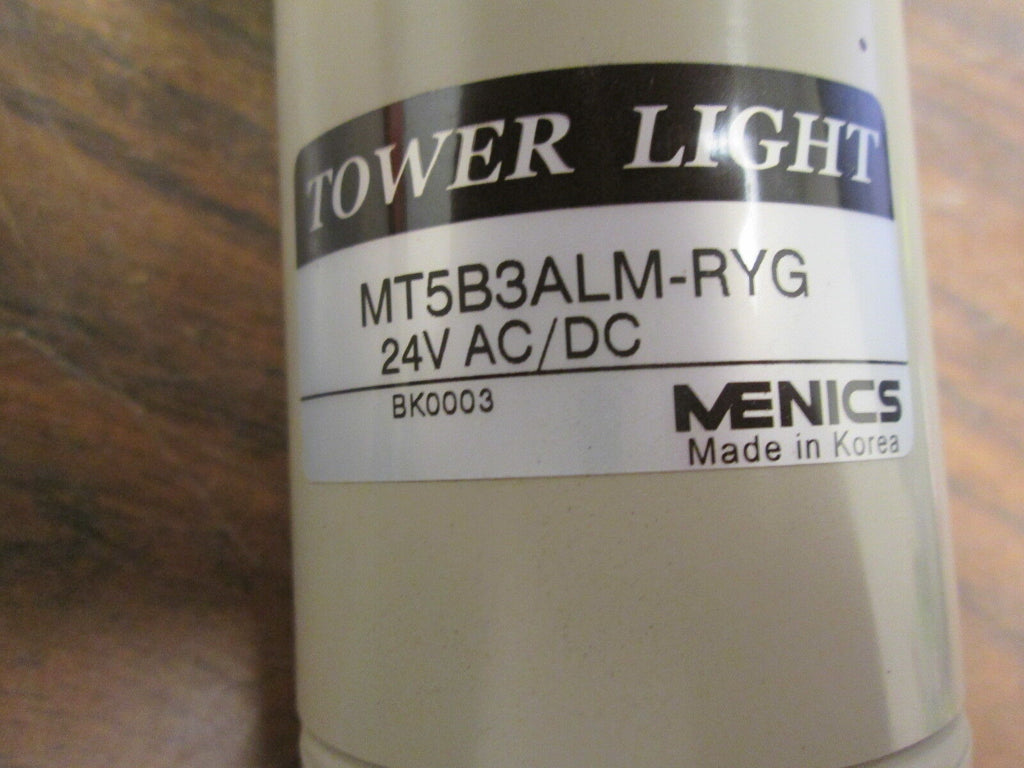 TOWER LIGHT
MT5B3ALM-RYG
24V AC/DC
BK0003
MENICS
Made in Korea